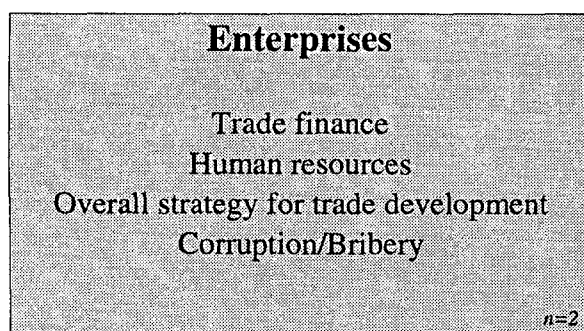 Enterprises
Trade finance
Human resources
Overall strategy for trade development
Corruption/Bribery
n=2